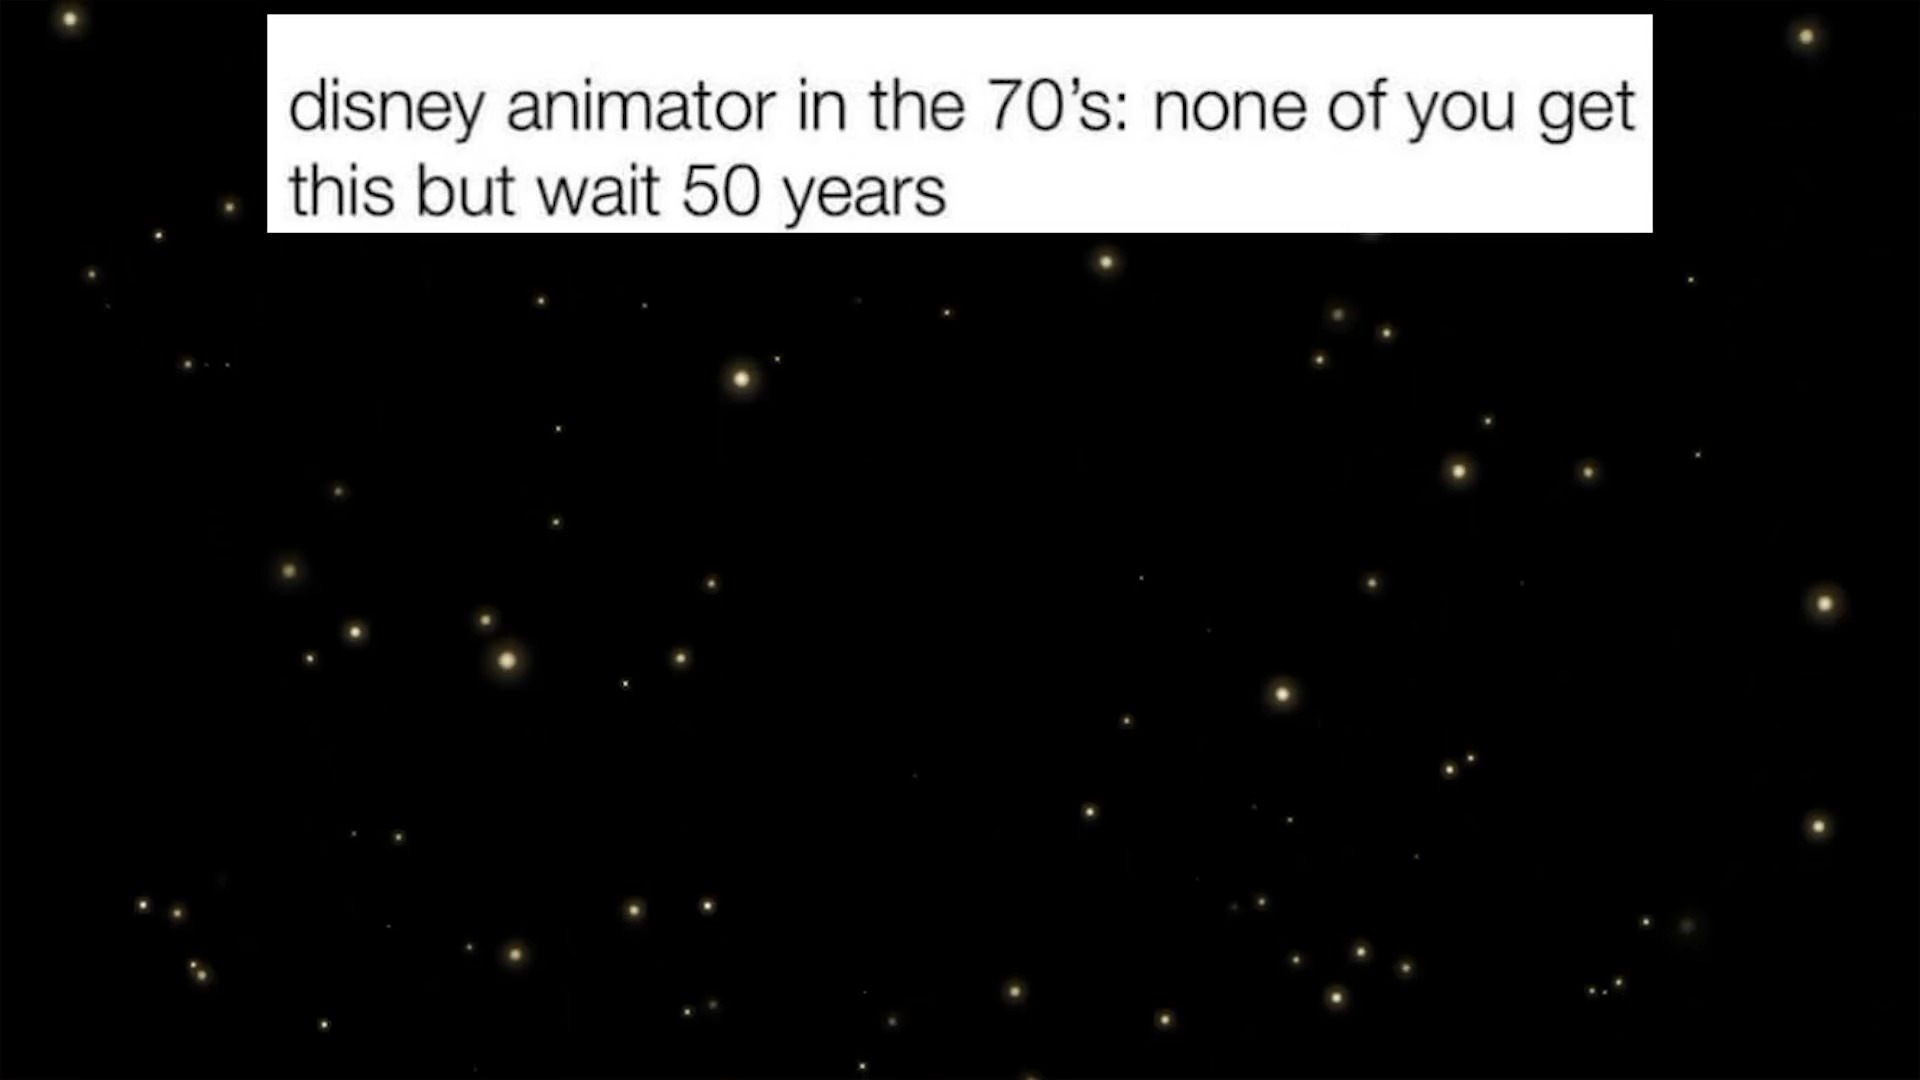 disney animator in the 70's: none of you get
this but wait 50 years